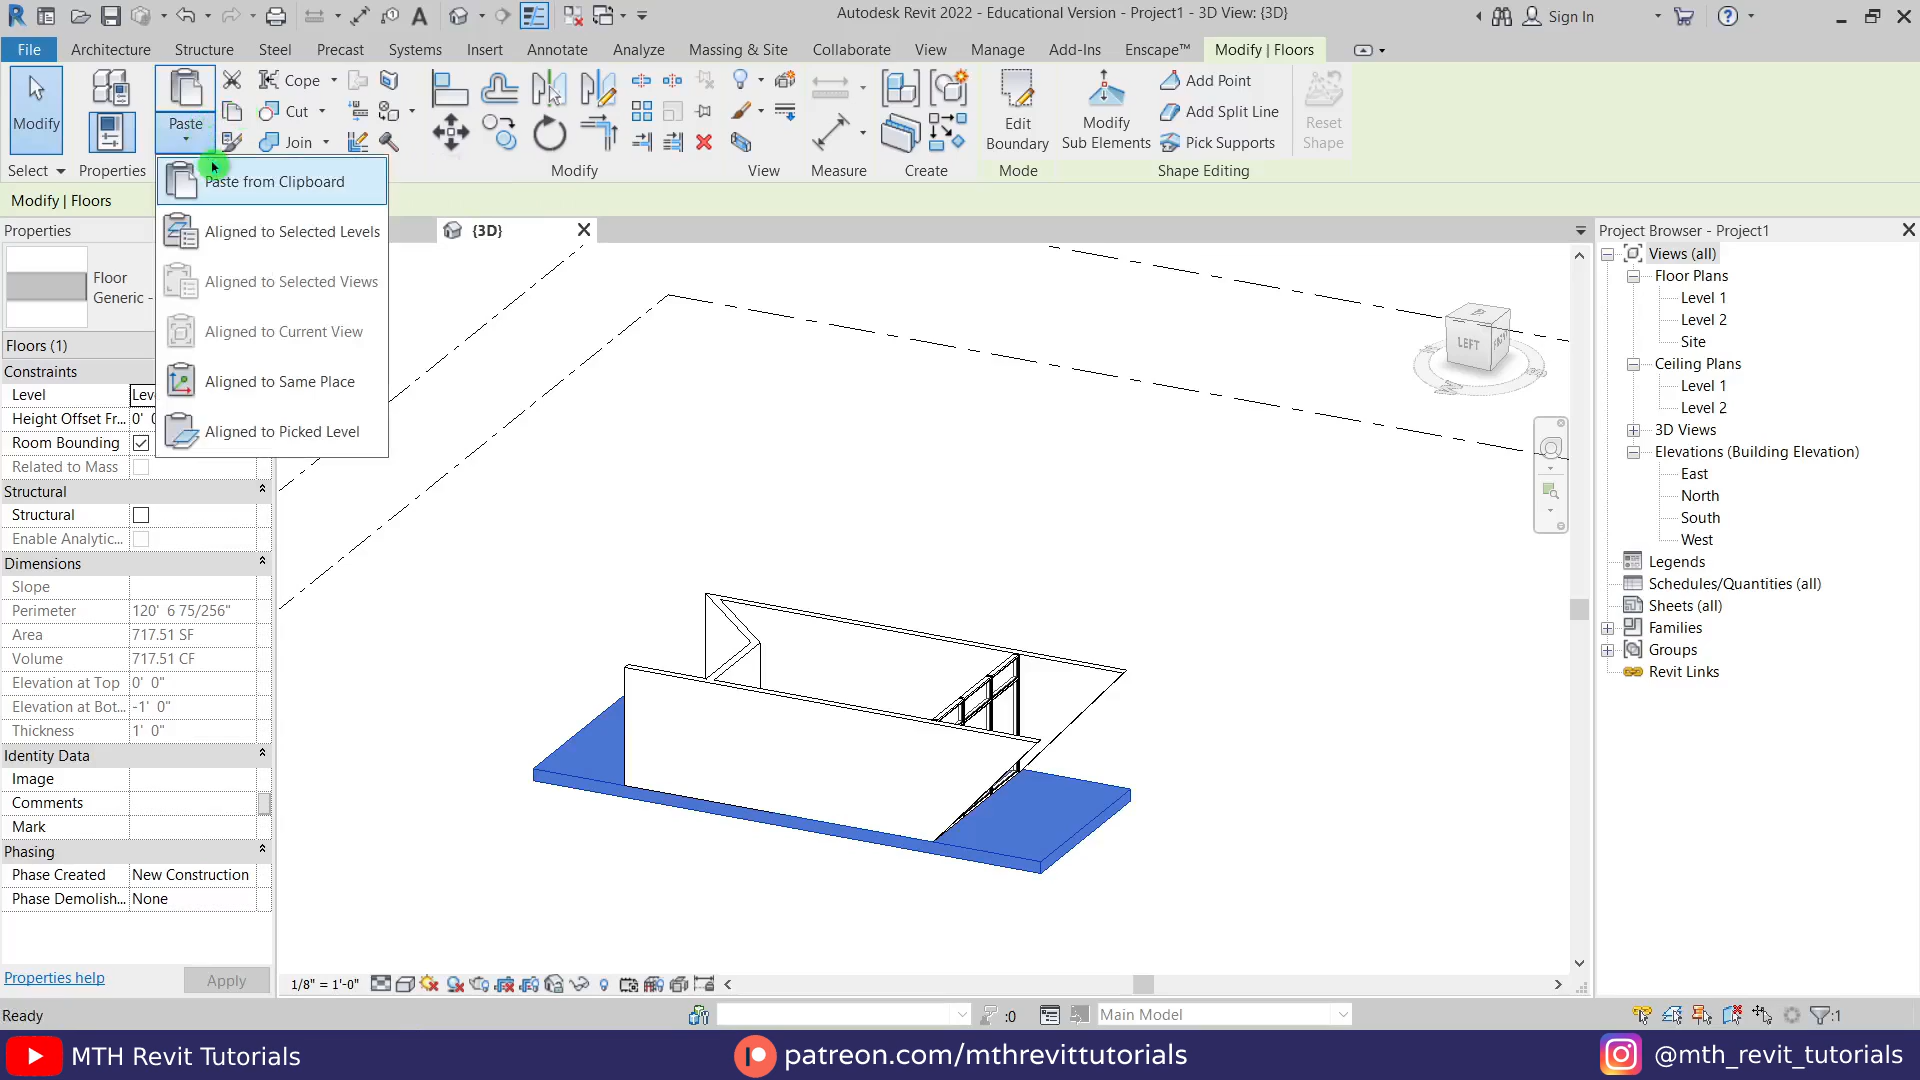 Autodesk Revit 2022 - Educational Version - Project1 - 3D View: {3D}
Sign In
File
Architecture
Structure
Steel
Precast
Systems
Insert
Annotate
Analyze
Massing & Site
Collaborate
View
Manage
Add-Ins
Enscape™
Modify | Floors
Modify
Paste
Cope
Cut
Join
Edit
Boundary
Modify
Sub Elements
Add Point
Add Split Line
Pick Supports
Reset
Shape
Select
Properties
Modify
View
Measure
Create
Mode
Shape Editing
Modify | Floors
Paste from Clipboard
Aligned to Selected Levels
Aligned to Selected Views
Aligned to Current View
Aligned to Same Place
Aligned to Picked Level
Properties
Floor
Generic -
Floors (1)
Constraints
Level
Lev
Height Offset Fr...
0'
Room Bounding
Related to Mass
Structural
Structural
Enable Analytic...
Dimensions
Slope
Perimeter
120' 6 75/256"
Area
717.51 SF
Volume
717.51 CF
Elevation at Top
0' 0"
Elevation at Bot...
-1' 0"
Thickness
1' 0"
Identity Data
Image
Comments
Mark
Phasing
Phase Created
New Construction
Phase Demolish...
None
Properties help
Apply
{3D}
LEFT
1/8" = 1'-0"
Project Browser - Project1
Views (all)
Floor Plans
Level 1
Level 2
Site
Ceiling Plans
Level 1
Level 2
3D Views
Elevations (Building Elevation)
East
North
South
West
Legends
Schedules/Quantities (all)
Sheets (all)
Families
Groups
Revit Links
Ready
:0
Main Model
:1
MTH Revit Tutorials
patreon.com/mthrevittutorials
@mth_revit_tutorials